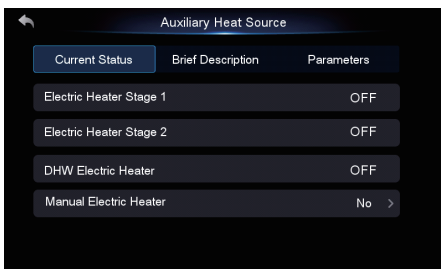 Auxiliary Heat Source
Current Status Brief Description Parameters
Electric Heater Stage 1 OFF
Electric Heater Stage 2 OFF
DHW Electric Heater OFF
Manual Electric Heater No >